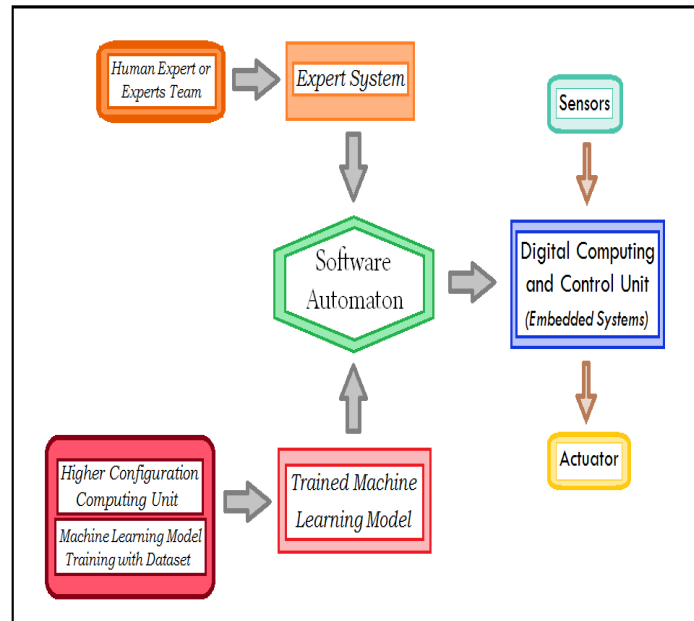 Human Expert or
Experts Team
Expert System
Sensors
Software
Automaton
Digital Computing
and Control Unit
(Embedded Systems)
Higher Configuration
Computing Unit
Machine Learning Model
Training with Dataset
Trained Machine
Learning Model
Actuator